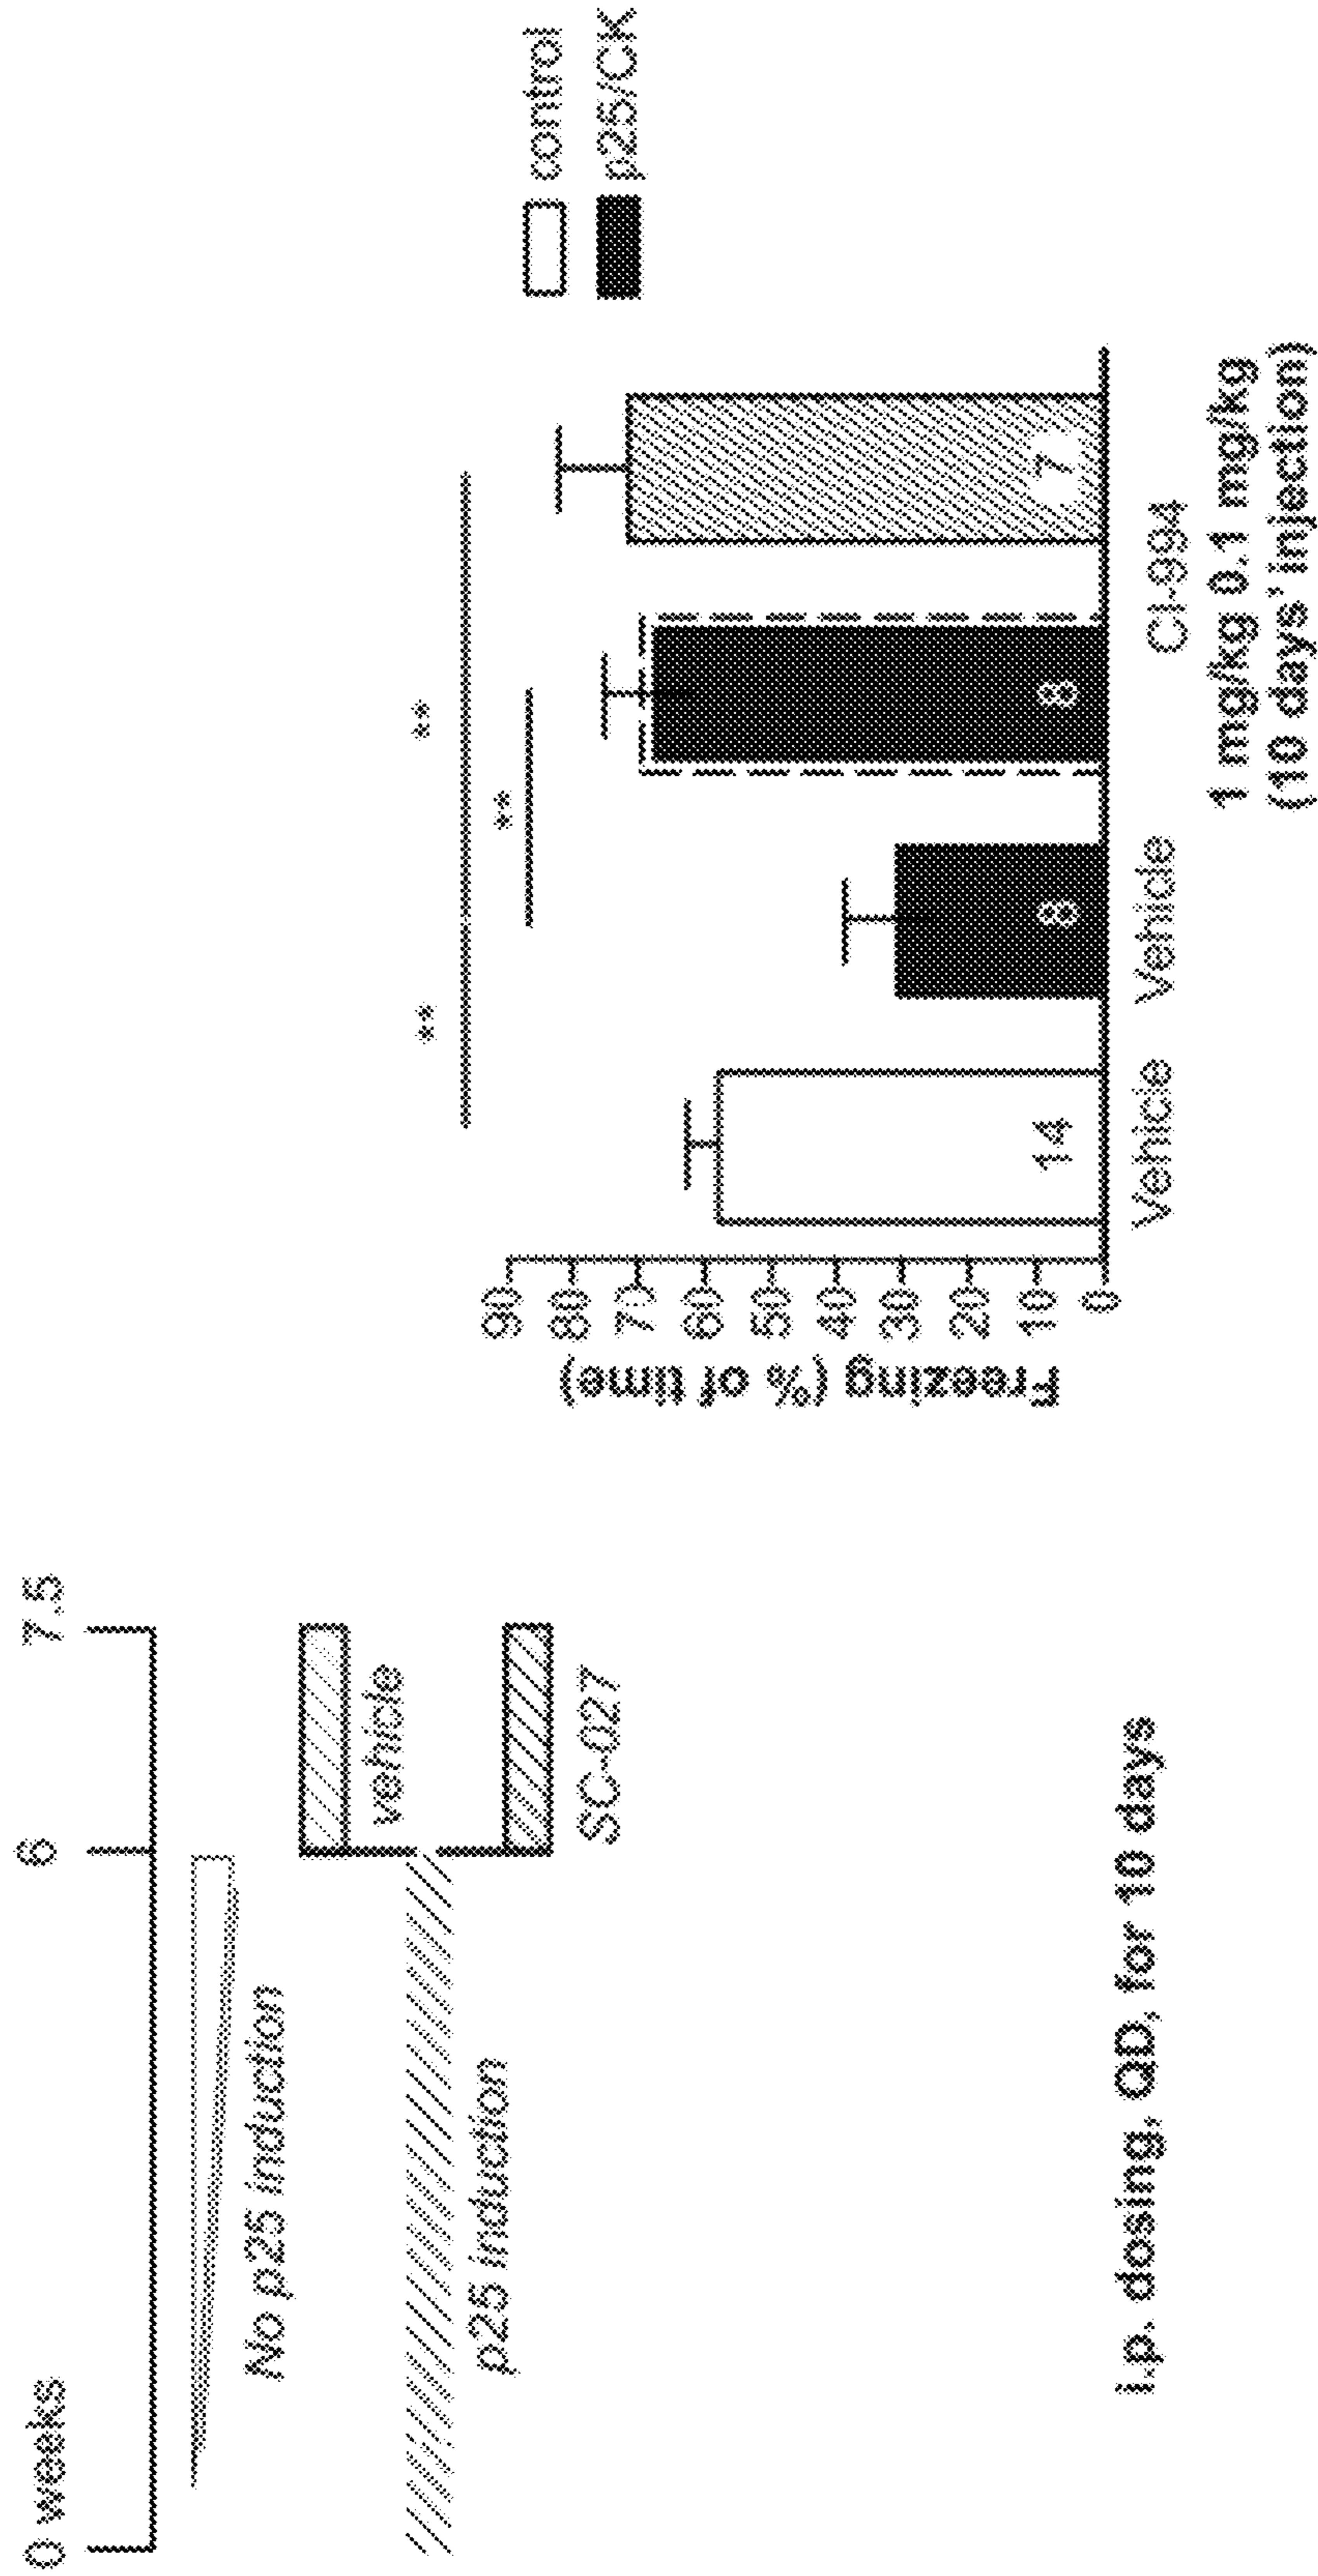 0 weeks
6
7.5
No p25 induction
vehicle
p25 induction
SC-027
i.p. dosing, QD, for 10 days
Freezing (% of time)
90
80
70
60
50
40
30
20
10
0
**
**
**
14
8
8
7
Vehicle
Vehicle
CI-994
1 mg/kg 0.1 mg/kg
(10 days' injection)
control
p25/CK